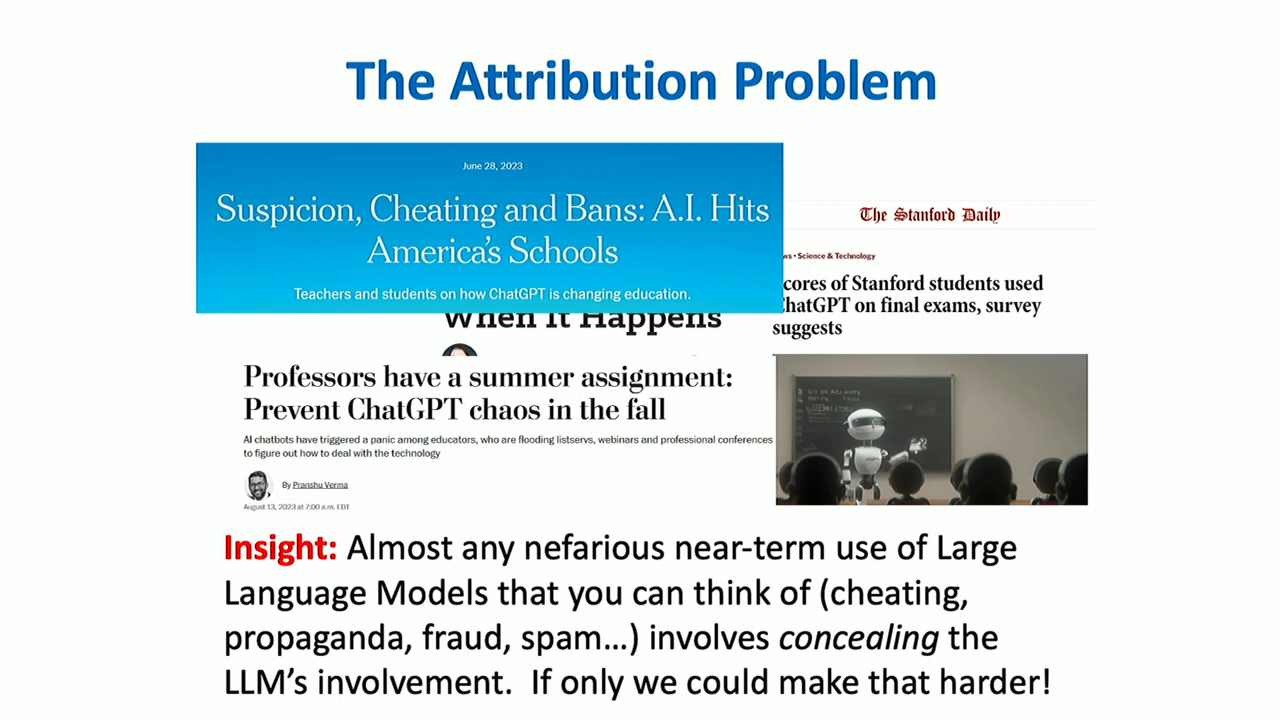 The Attribution Problem
June 28, 2023
Suspicion, Cheating and Bans: A.I. Hits
America's Schools
Teachers and students on how ChatGPT is changing education.
When It Happens
The Stanford Daily
ws • Science & Technology
cores of Stanford students used
hatGPT on final exams, survey
suggests
Professors have a summer assignment:
Prevent ChatGPT chaos in the fall
AI chatbots have triggered a panic among educators, who are flooding listservs, webinars and professional conferences
to figure out how to deal with the technology
By Pranshu Verma
August 13, 2023 at 7:00 a.m. EDT
Insight: Almost any nefarious near-term use of Large
Language Models that you can think of (cheating,
propaganda, fraud, spam…) involves concealing the
LLM's involvement. If only we could make that harder!